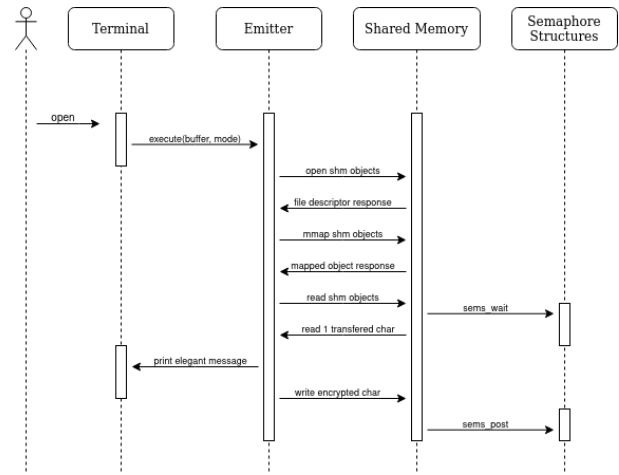 Terminal
Emitter
Shared Memory
Semaphore
Structures
open
execute(buffer, mode)
open shm objects
file descriptor response
mmap shm objects
mapped object response
read shm objects
sems_wait
read 1 transfered char
print elegant message
write encrypted char
sems_post